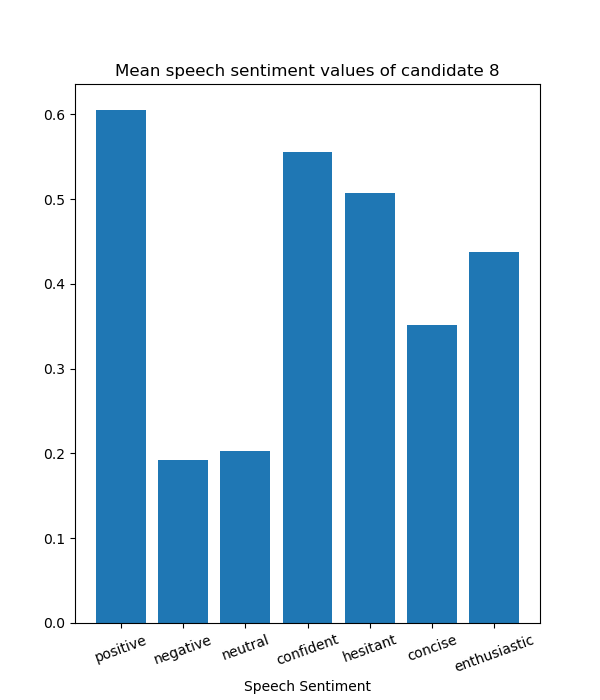 Mean speech sentiment values of candidate 8
0.6
0.5
0.4
0.3
0.2
0.1
0.0
positive
negative
neutral
confident
hesitant
concise
enthusiastic
Speech Sentiment